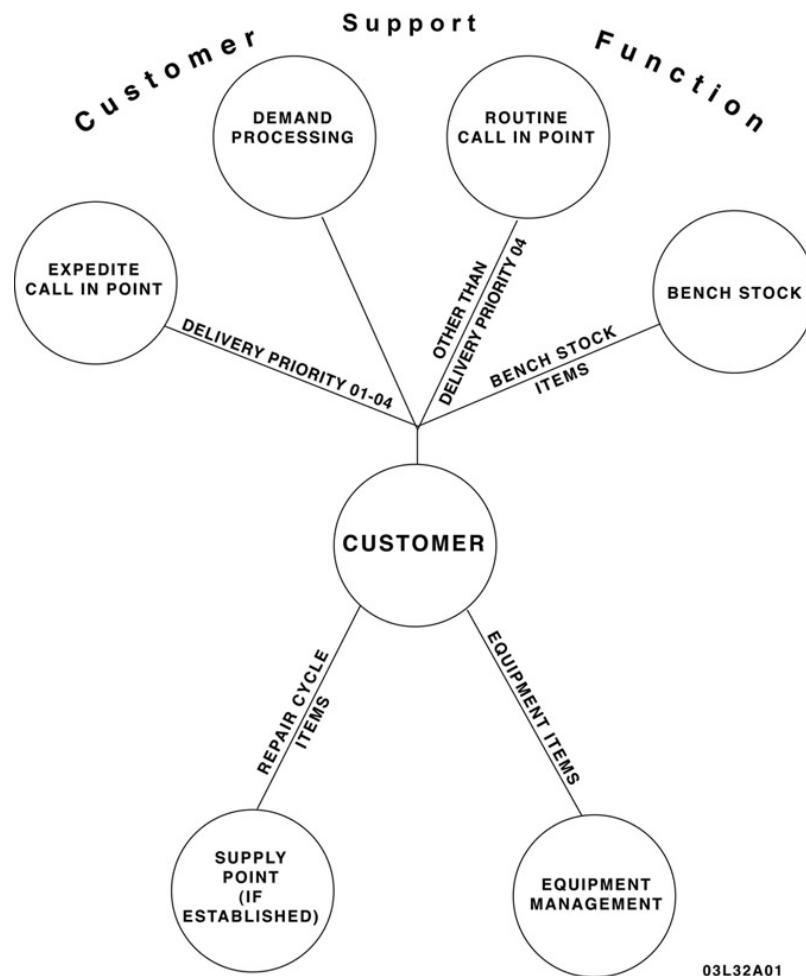 Customer Support Function
DEMAND
PROCESSING
ROUTINE
CALL IN POINT
EXPEDITE
CALL IN POINT
BENCH STOCK
DELIVERY PRIORITY 01-04
OTHER THAN
DELIVERY PRIORITY 04
BENCH STOCK
ITEMS
CUSTOMER
REPAIR CYCLE
ITEMS
EQUIPMENT ITEMS
SUPPLY
POINT
(IF
ESTABLISHED)
EQUIPMENT
MANAGEMENT
03L32A01